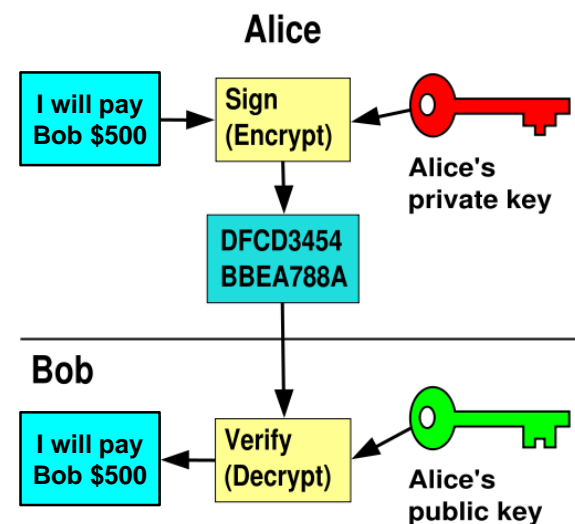 Alice
I will pay
Bob $500
Sign
(Encrypt)
Alice's
private key
DFCD3454
BBEA788A
Bob
I will pay
Bob $500
Verify
(Decrypt)
Alice's
public key